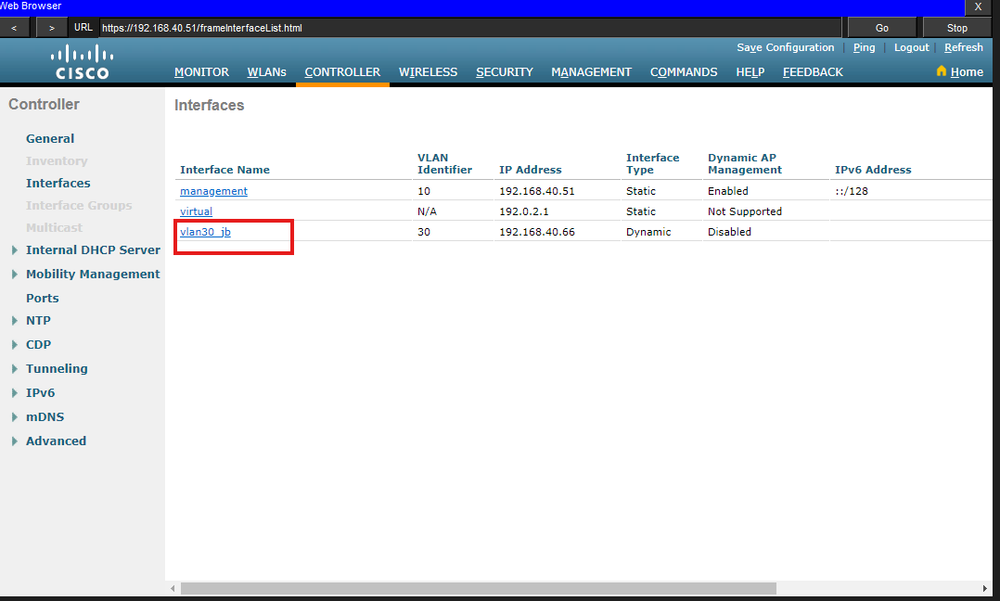 Web Browser X
< > URL https://192.168.40.51/frameInterfaceList.html Go Stop
Save Configuration | Ping | Logout | Refresh
CISCO
MONITOR WLANs CONTROLLER WIRELESS SECURITY MANAGEMENT COMMANDS HELP FEEDBACK Home
Controller
General
Inventory
Interfaces
Interface Groups
Multicast
Internal DHCP Server
Mobility Management
Ports
NTP
CDP
Tunneling
IPv6
mDNS
Advanced
Interfaces
Interface Name VLAN Identifier IP Address Interface Type Dynamic AP Management IPv6 Address
management 10 192.168.40.51 Static Enabled ::/128
virtual N/A 192.0.2.1 Static Not Supported
vlan30_jb 30 192.168.40.66 Dynamic Disabled